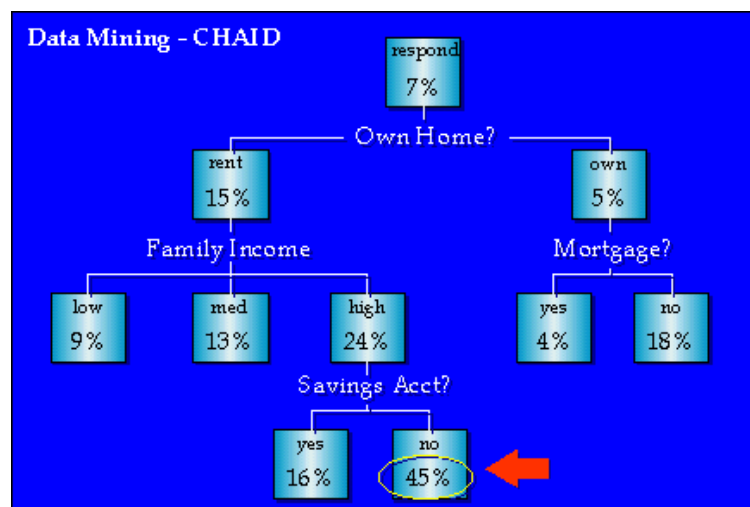 Data Mining - CHAID
respond
7%
Own Home?
rent
15%
own
5%
Family Income
Mortgage?
low
9%
med
13%
high
24%
yes
4%
no
18%
Savings Acct?
yes
16%
no
45%